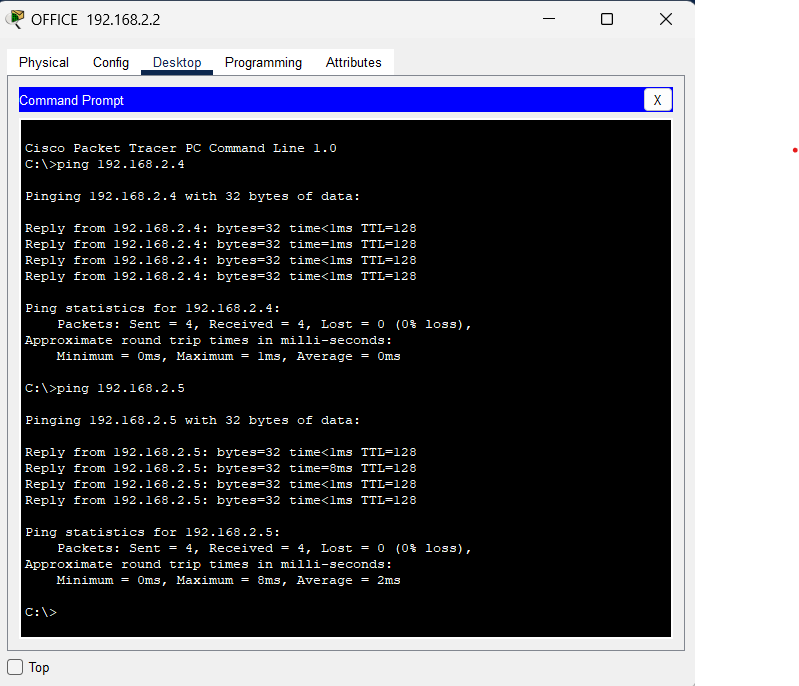 OFFICE 192.168.2.2
Physical Config Desktop Programming Attributes
Command Prompt X
Cisco Packet Tracer PC Command Line 1.0
C:\>ping 192.168.2.4
Pinging 192.168.2.4 with 32 bytes of data:
Reply from 192.168.2.4: bytes=32 time<1ms TTL=128
Reply from 192.168.2.4: bytes=32 time=1ms TTL=128
Reply from 192.168.2.4: bytes=32 time<1ms TTL=128
Reply from 192.168.2.4: bytes=32 time<1ms TTL=128
Ping statistics for 192.168.2.4:
Packets: Sent = 4, Received = 4, Lost = 0 (0% loss),
Approximate round trip times in milli-seconds:
Minimum = 0ms, Maximum = 1ms, Average = 0ms
C:\>ping 192.168.2.5
Pinging 192.168.2.5 with 32 bytes of data:
Reply from 192.168.2.5: bytes=32 time<1ms TTL=128
Reply from 192.168.2.5: bytes=32 time=8ms TTL=128
Reply from 192.168.2.5: bytes=32 time<1ms TTL=128
Reply from 192.168.2.5: bytes=32 time<1ms TTL=128
Ping statistics for 192.168.2.5:
Packets: Sent = 4, Received = 4, Lost = 0 (0% loss),
Approximate round trip times in milli-seconds:
Minimum = 0ms, Maximum = 8ms, Average = 2ms
C:\>
Top